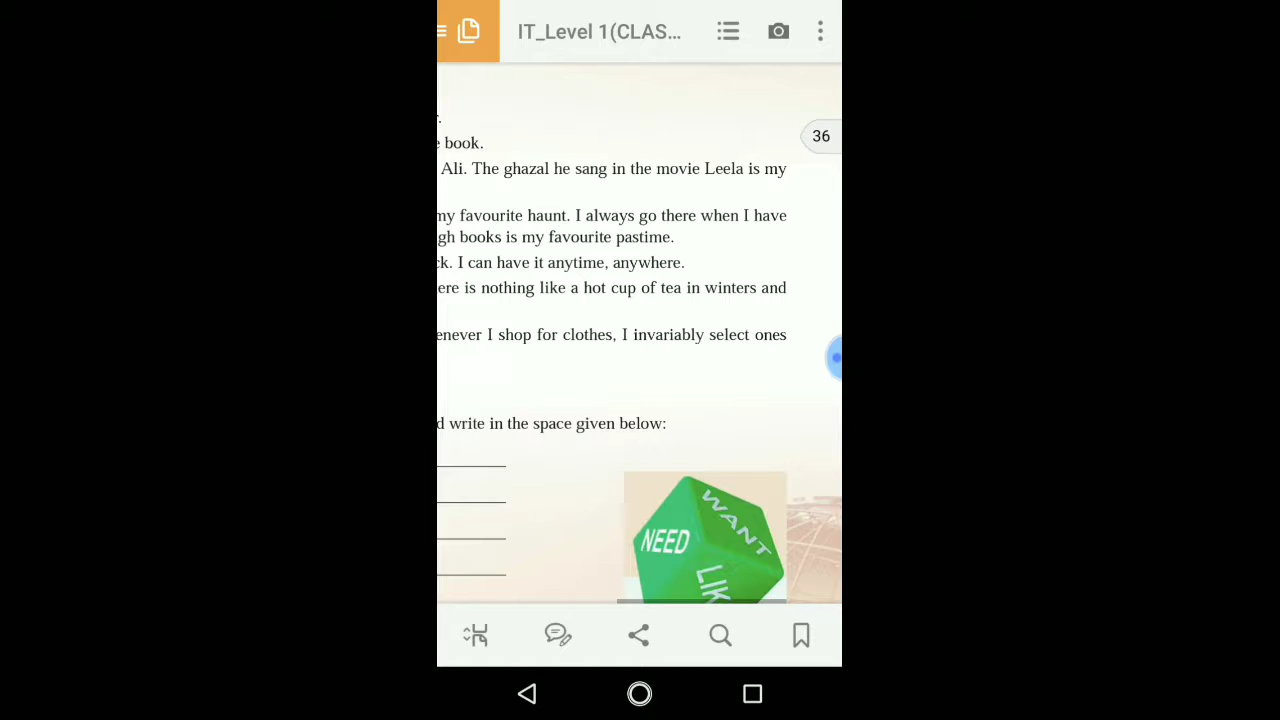 IT_Level 1(CLAS...
36
book.
Ali. The ghazal he sang in the movie Leela is my
my favourite haunt. I always go there when I have
gh books is my favourite pastime.
ck. I can have it anytime, anywhere.
ere is nothing like a hot cup of tea in winters and
enever I shop for clothes, I invariably select ones
d write in the space given below:
WANT
NEED
LIK